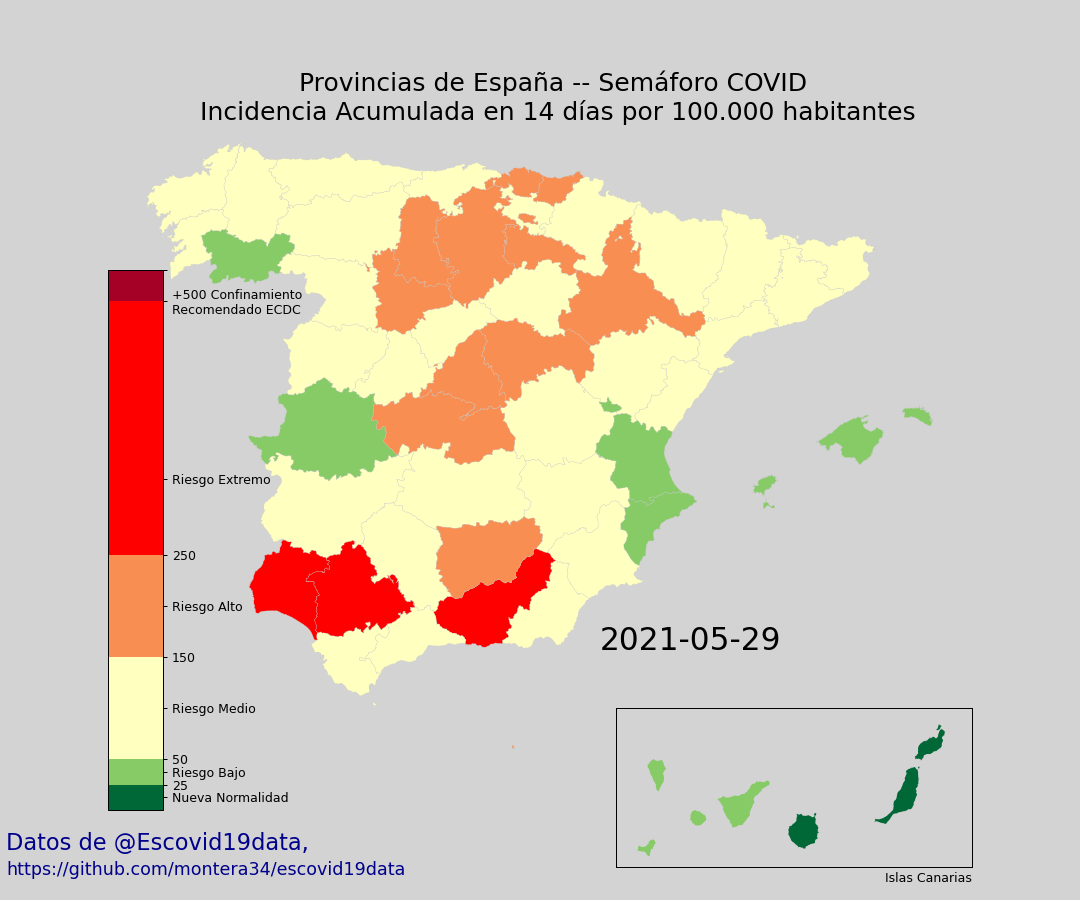 Provincias de España -- Semáforo COVID
Incidencia Acumulada en 14 días por 100.000 habitantes
+500 Confinamiento
Recomendado ECDC
Riesgo Extremo
250
Riesgo Alto
150
Riesgo Medio
50
Riesgo Bajo
25
Nueva Normalidad
2021-05-29
Islas Canarias
Datos de @Escovid19data,
https://github.com/montera34/escovid19data